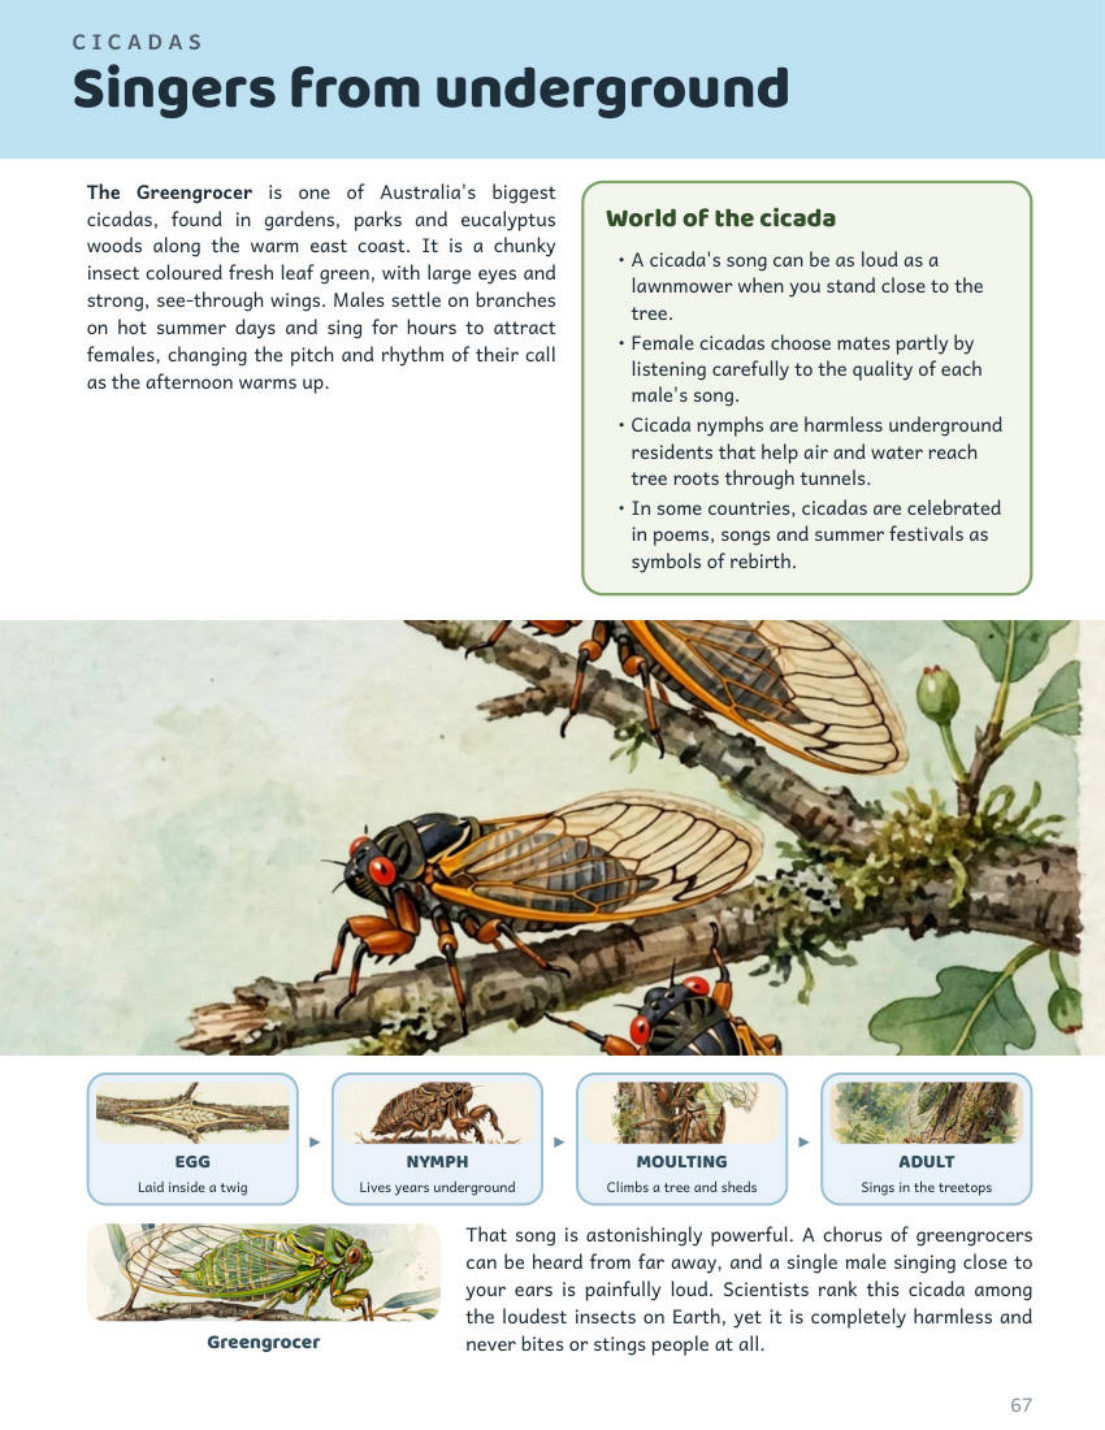 CICADAS
Singers from underground
The Greengrocer is one of Australia's biggest
cicadas, found in gardens, parks and eucalyptus
woods along the warm east coast. It is a chunky
insect coloured fresh leaf green, with large eyes and
strong, see-through wings. Males settle on branches
on hot summer days and sing for hours to attract
females, changing the pitch and rhythm of their call
as the afternoon warms up.
World of the cicada
• A cicada's song can be as loud as a
lawnmower when you stand close to the
tree.
• Female cicadas choose mates partly by
listening carefully to the quality of each
male's song.
• Cicada nymphs are harmless underground
residents that help air and water reach
tree roots through tunnels.
• In some countries, cicadas are celebrated
in poems, songs and summer festivals as
symbols of rebirth.
EGG
Laid inside a twig
NYMPH
Lives years underground
MOULTING
Climbs a tree and sheds
ADULT
Sings in the treetops
Greengrocer
That song is astonishingly powerful. A chorus of greengrocers
can be heard from far away, and a single male singing close to
your ears is painfully loud. Scientists rank this cicada among
the loudest insects on Earth, yet it is completely harmless and
never bites or stings people at all.
67